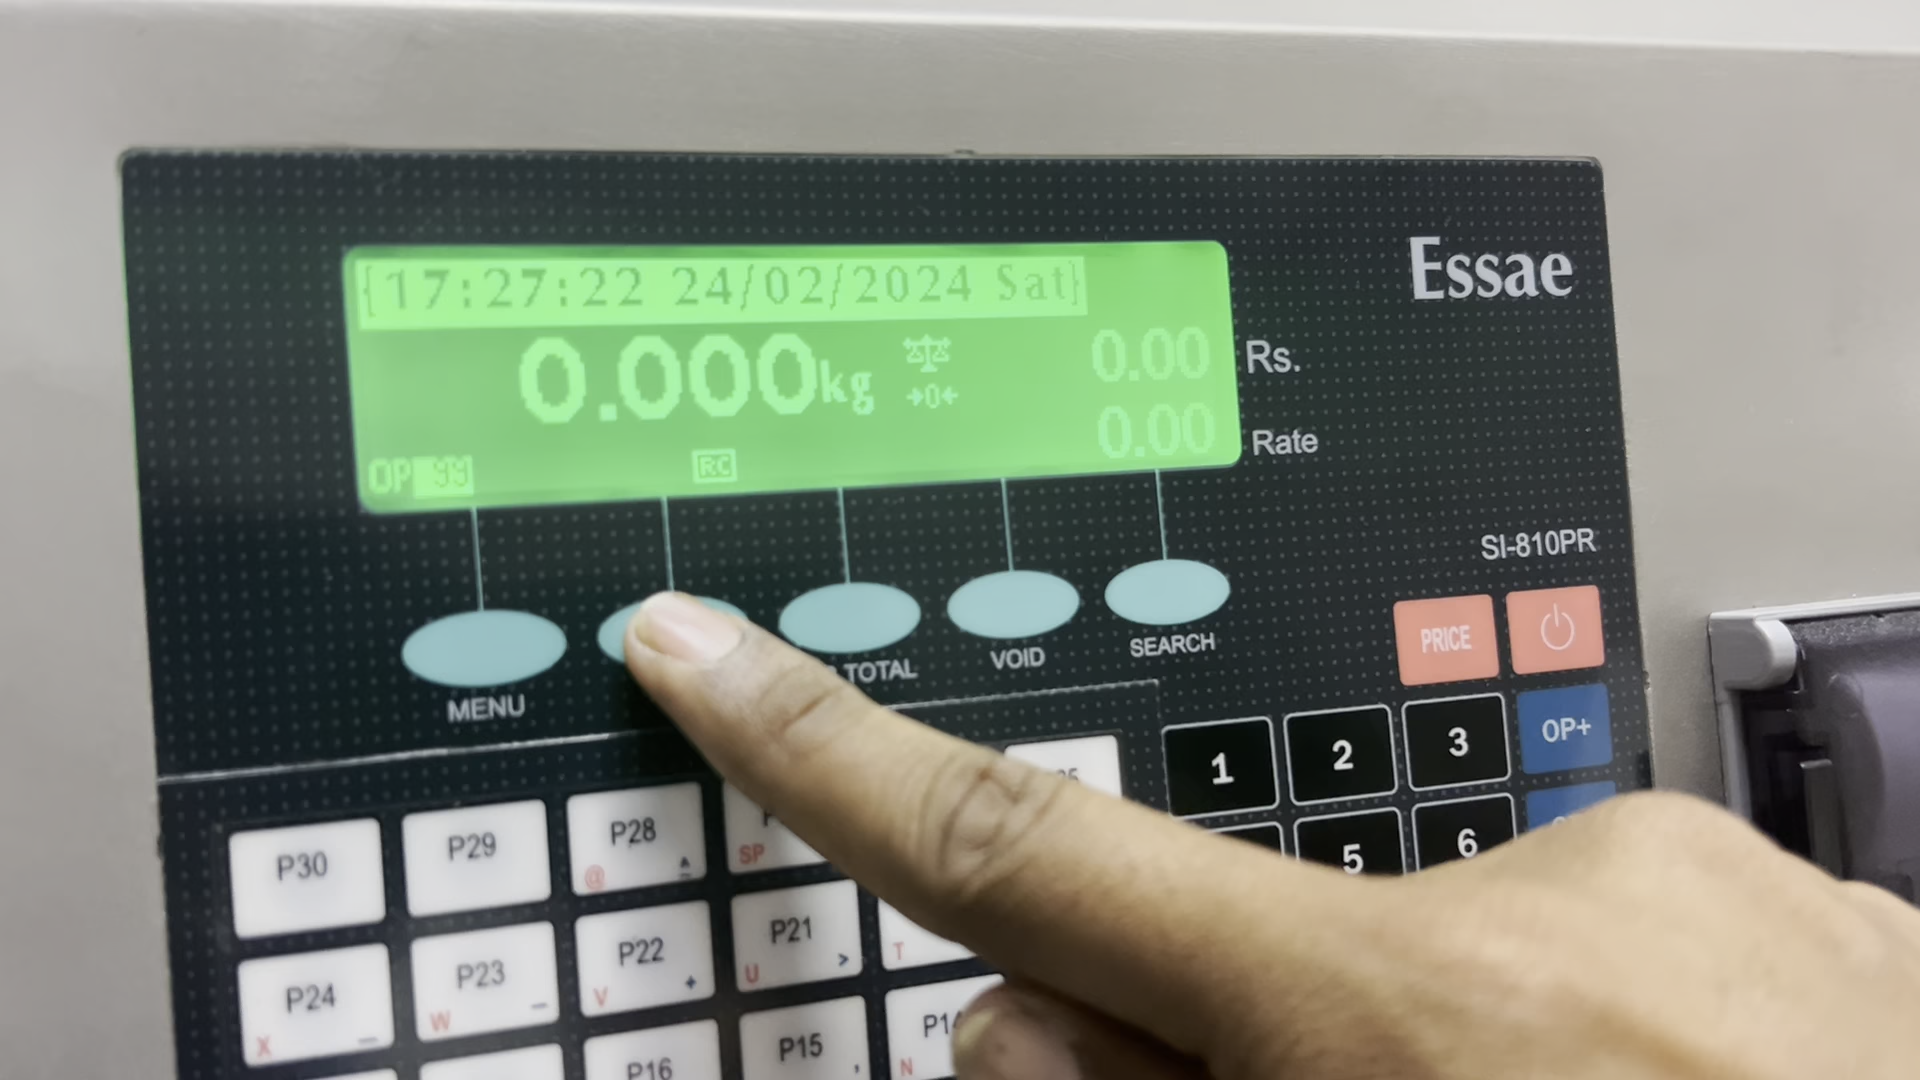 {17:27:22 24/02/2024 Sat}
Essae
0.000kg
→0←
0.00 Rs.
0.00 Rate
OP 99
RC
SI-810PR
MENU
TOTAL
VOID
SEARCH
PRICE
OP+
1 2 3
5 6
P30 P29 P28 @
SP
P24 X P23 W – P22 V + P21 U > T
P16 P15 , P14 N